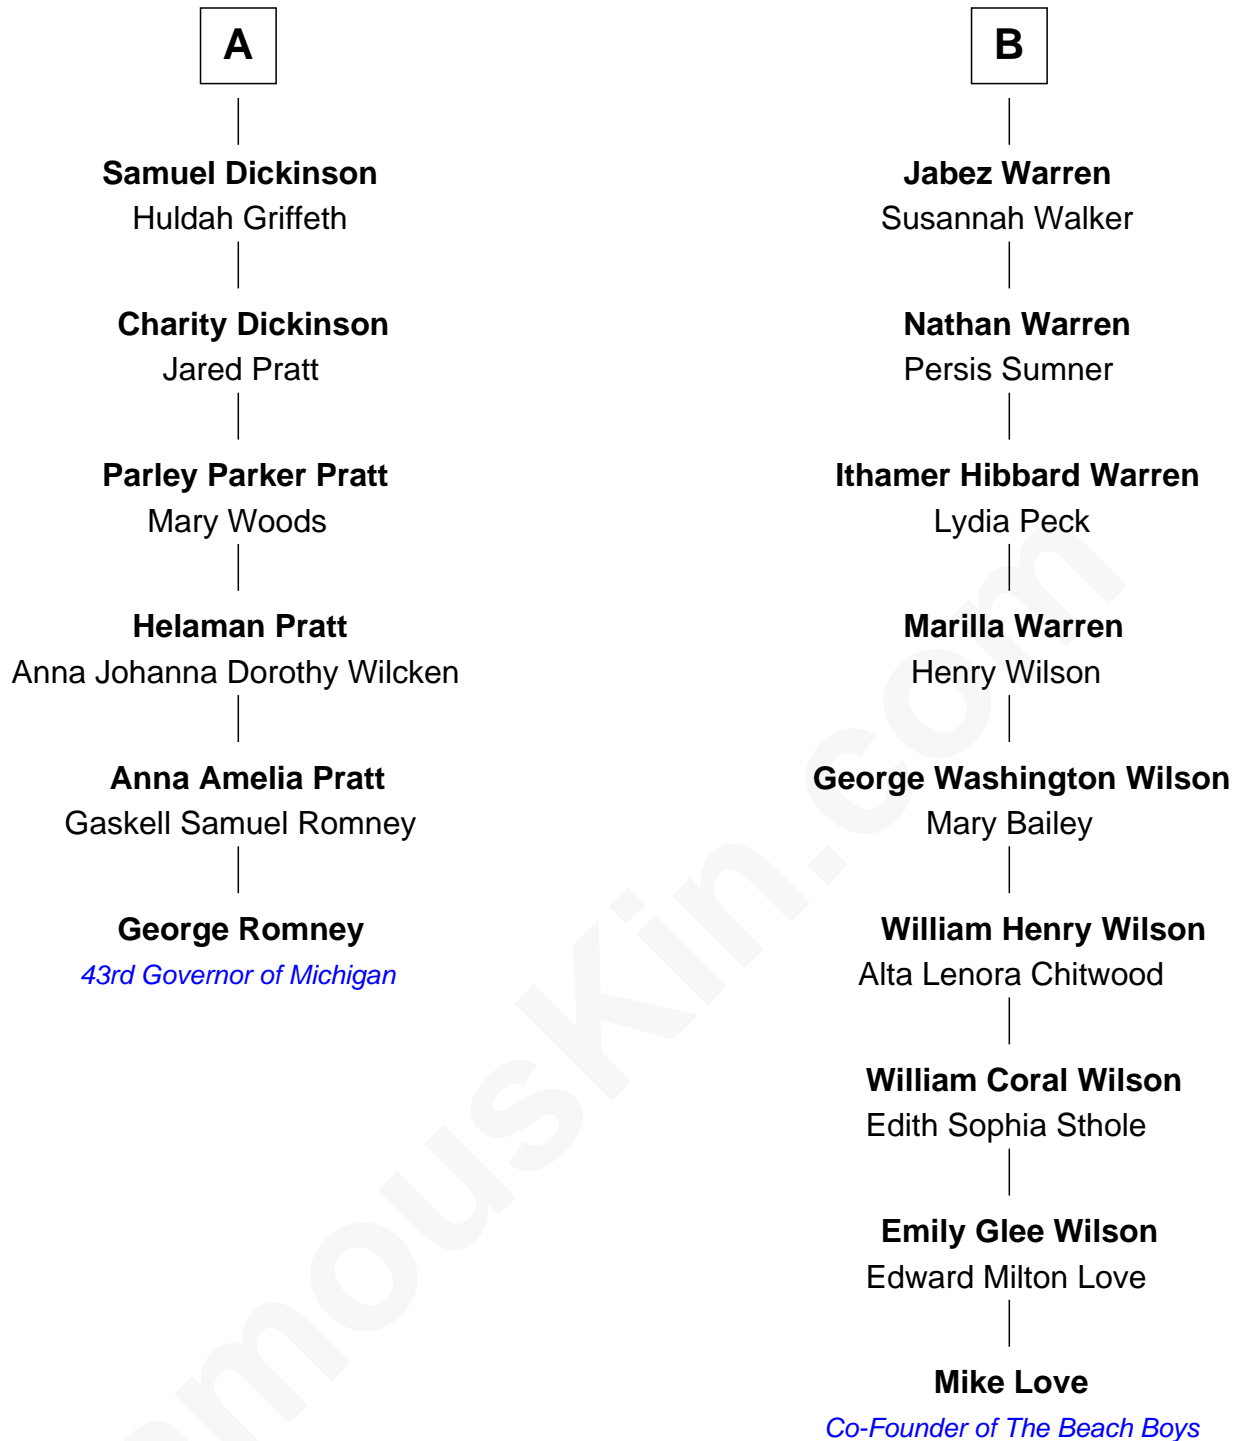 A
Samuel Dickinson
Huldah Griffeth
Charity Dickinson
Jared Pratt
Parley Parker Pratt
Mary Woods
Helaman Pratt
Anna Johanna Dorothy Wilcken
Anna Amelia Pratt
Gaskell Samuel Romney
George Romney
43rd Governor of Michigan
B
Jabez Warren
Susannah Walker
Nathan Warren
Persis Sumner
Ithamer Hibbard Warren
Lydia Peck
Marilla Warren
Henry Wilson
George Washington Wilson
Mary Bailey
William Henry Wilson
Alta Lenora Chitwood
William Coral Wilson
Edith Sophia Sthole
Emily Glee Wilson
Edward Milton Love
Mike Love
Co-Founder of The Beach Boys
amouskin.com